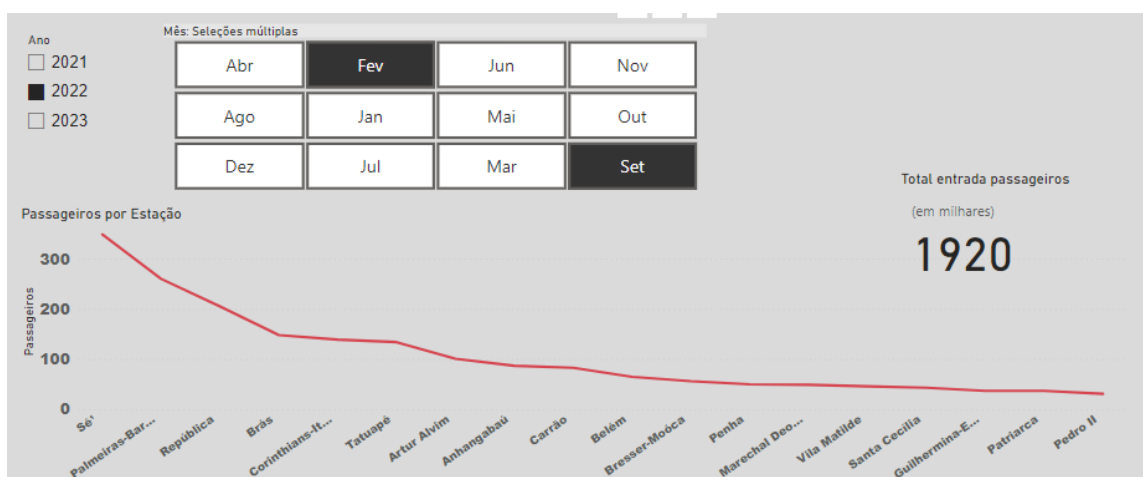 Ano
2021
2022
2023
Mês: Seleções múltiplas
Abr Fev Jun Nov
Ago Jan Mai Out
Dez Jul Mar Set
Total entrada passageiros
(em milhares)
1920
Passageiros por Estação
Passageiros
300
200
100
0
Sé'
Palmeiras-Bar...
República
Brás
Corinthians-It...
Tatuapé
Artur Alvim
Anhangabaú
Carrão
Belém
Bresser-Moóca
Penha
Marechal Deo...
Vila Matilde
Santa Cecília
Guilhermina-E...
Patriarca
Pedro II